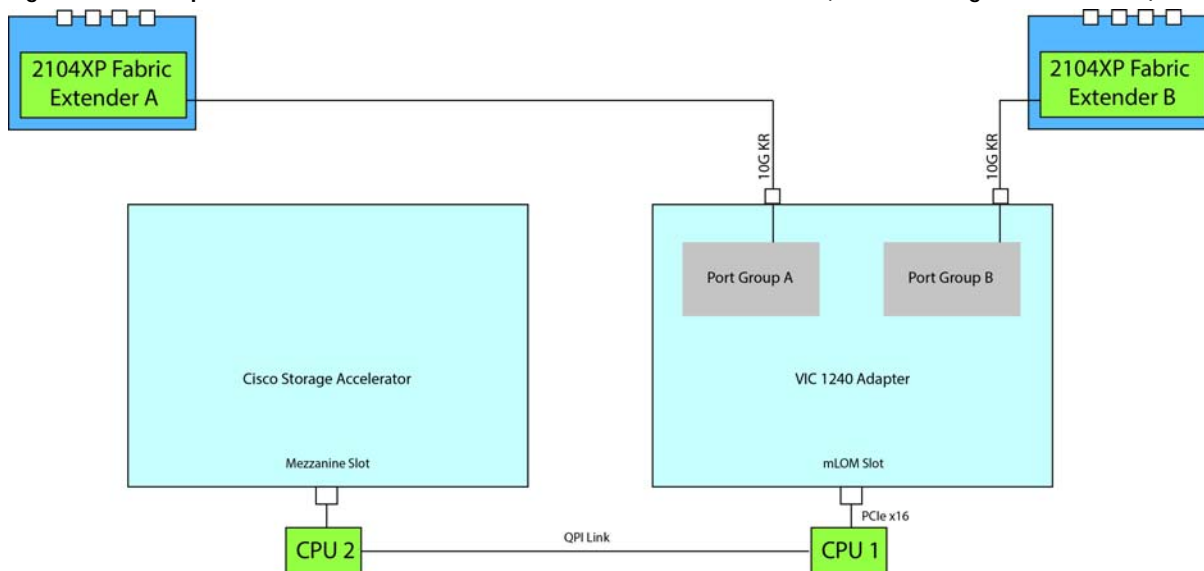 2104XP Fabric
Extender A
2104XP Fabric
Extender B
10G KR
10G KR
Port Group A
Port Group B
Cisco Storage Accelerator
VIC 1240 Adapter
Mezzanine Slot
mLOM Slot
PCIe x16
QPI Link
CPU 2
CPU 1